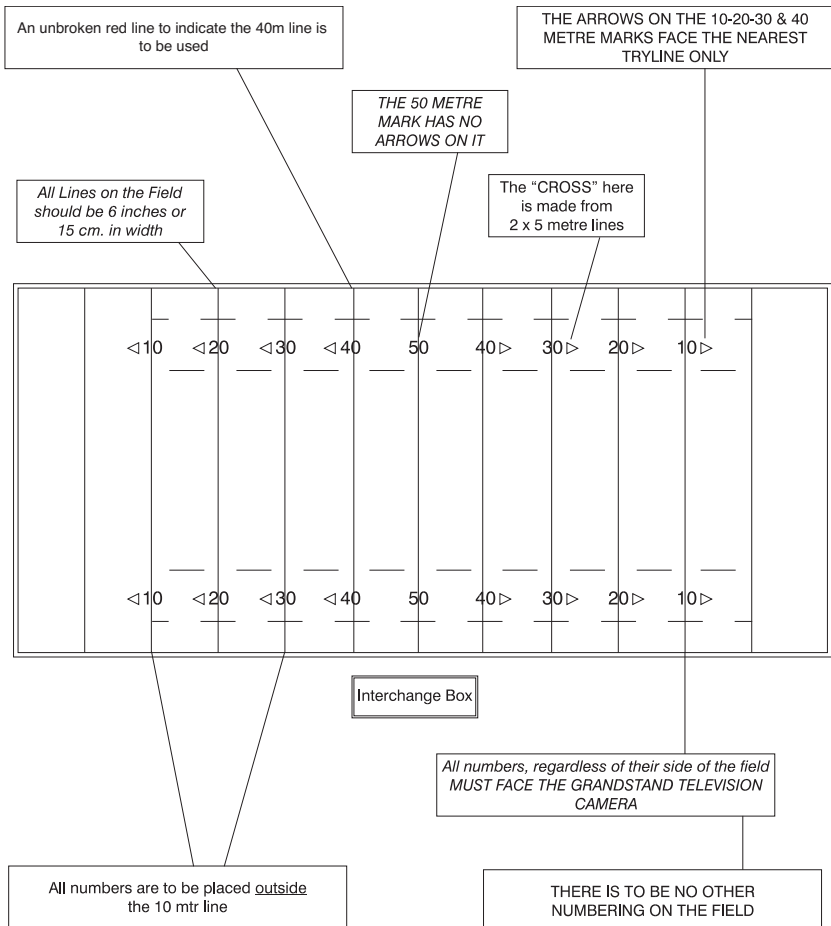 An unbroken red line to indicate the 40m line is
to be used
THE ARROWS ON THE 10-20-30 & 40
METRE MARKS FACE THE NEAREST
TRYLINE ONLY
THE 50 METRE
MARK HAS NO
ARROWS ON IT
All Lines on the Field
should be 6 inches or
15 cm. in width
The “CROSS” here
is made from
2 x 5 metre lines
10 20 30 40 50 40 30 20 10
10 20 30 40 50 40 30 20 10
Interchange Box
All numbers, regardless of their side of the field
MUST FACE THE GRANDSTAND TELEVISION
CAMERA
All numbers are to be placed outside
the 10 mtr line
THERE IS TO BE NO OTHER
NUMBERING ON THE FIELD